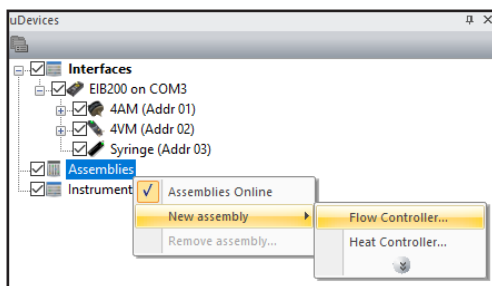 uDevices
Interfaces
EIB200 on COM3
4AM (Addr 01)
4VM (Addr 02)
Syringe (Addr 03)
Assemblies
Instrument
Assemblies Online
New assembly
Remove assembly...
Flow Controller...
Heat Controller...